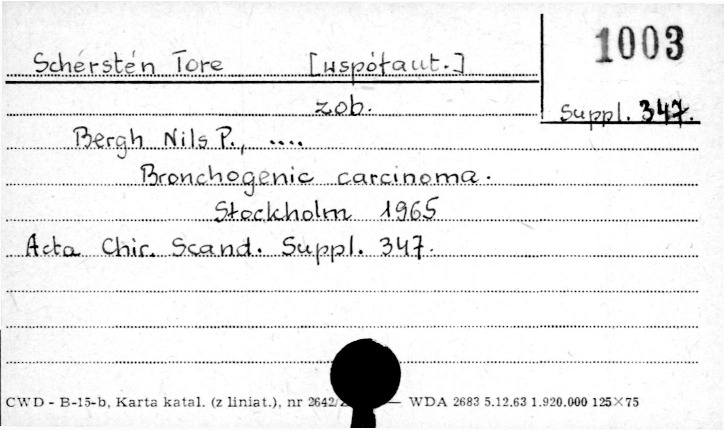 1003
Scherstén Tore [współaut.]
zob.
Suppl. 347.
Bergh Nils P., ....
Bronchogenic carcinoma.
Stockholm 1965
Acta Chir. Scand. Suppl. 347.
CWD - B-15-b, Karta katal. (z liniat.), nr 2642/ — WDA 2683 5.12.63 1.920.000 125×75